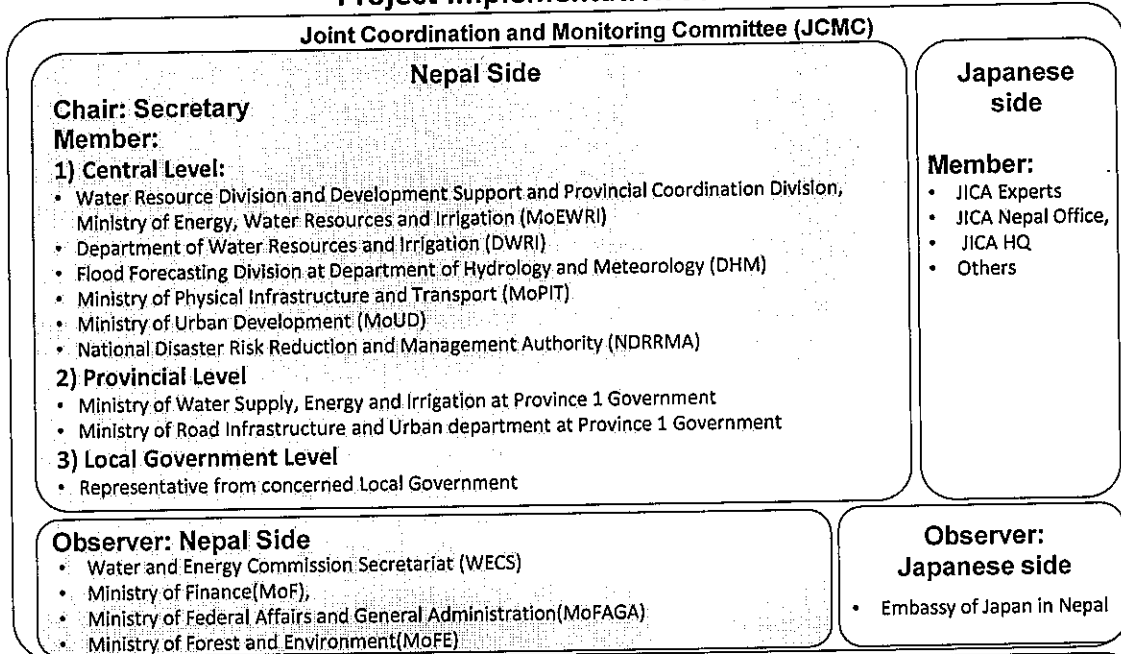 Joint Coordination and Monitoring Committee (JCMC)
Nepal Side
Chair: Secretary
Member:
1) Central Level:
• Water Resource Division and Development Support and Provincial Coordination Division,
Ministry of Energy, Water Resources and Irrigation (MoEWRI)
• Department of Water Resources and Irrigation (DWRI)
• Flood Forecasting Division at Department of Hydrology and Meteorology (DHM)
• Ministry of Physical Infrastructure and Transport (MoPIT)
• Ministry of Urban Development (MoUD)
• National Disaster Risk Reduction and Management Authority (NDRRMA)
2) Provincial Level
• Ministry of Water Supply, Energy and Irrigation at Province 1 Government
• Ministry of Road Infrastructure and Urban department at Province 1 Government
3) Local Government Level
• Representative from concerned Local Government
Japanese
side
Member:
• JICA Experts
• JICA Nepal Office,
• JICA HQ
• Others
Observer: Nepal Side
• Water and Energy Commission Secretariat (WECS)
• Ministry of Finance(MoF),
• Ministry of Federal Affairs and General Administration(MoFAGA)
• Ministry of Forest and Environment(MoFE)
Observer:
Japanese side
• Embassy of Japan in Nepal